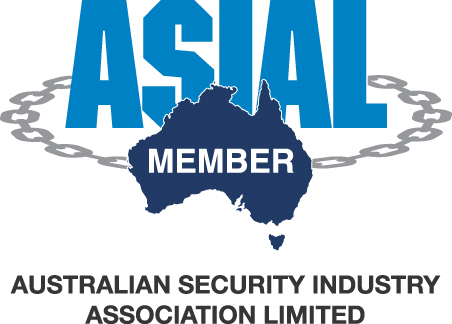 ASIAL
MEMBER
AUSTRALIAN SECURITY INDUSTRY
ASSOCIATION LIMITED